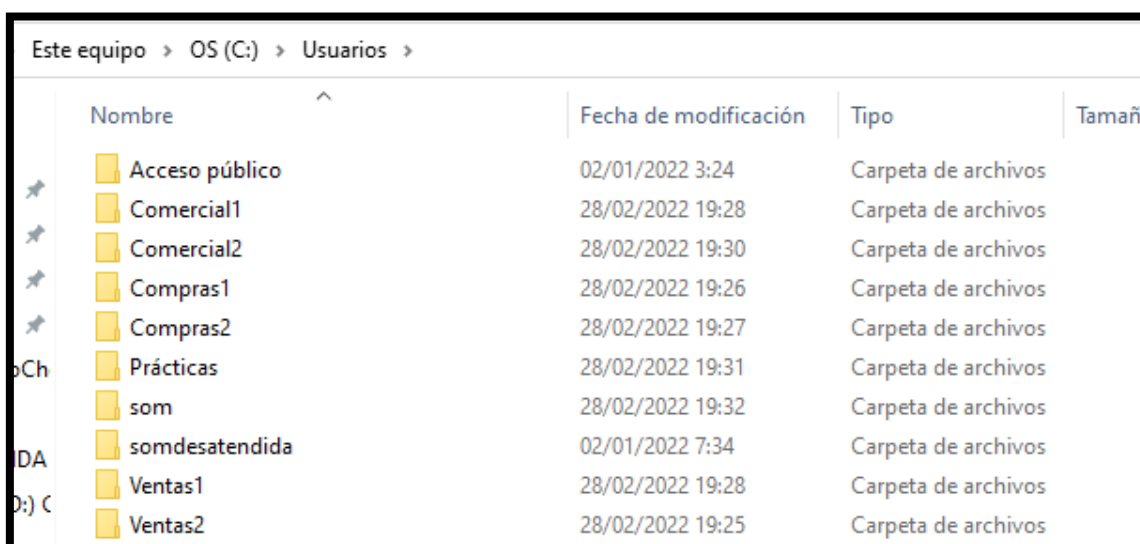 Este equipo > OS (C:) > Usuarios >
Nombre Fecha de modificación Tipo Tamañ
Acceso público 02/01/2022 3:24 Carpeta de archivos
Comercial1 28/02/2022 19:28 Carpeta de archivos
Comercial2 28/02/2022 19:30 Carpeta de archivos
Compras1 28/02/2022 19:26 Carpeta de archivos
Compras2 28/02/2022 19:27 Carpeta de archivos
Prácticas 28/02/2022 19:31 Carpeta de archivos
som 28/02/2022 19:32 Carpeta de archivos
somdesatendida 02/01/2022 7:34 Carpeta de archivos
Ventas1 28/02/2022 19:28 Carpeta de archivos
Ventas2 28/02/2022 19:25 Carpeta de archivos